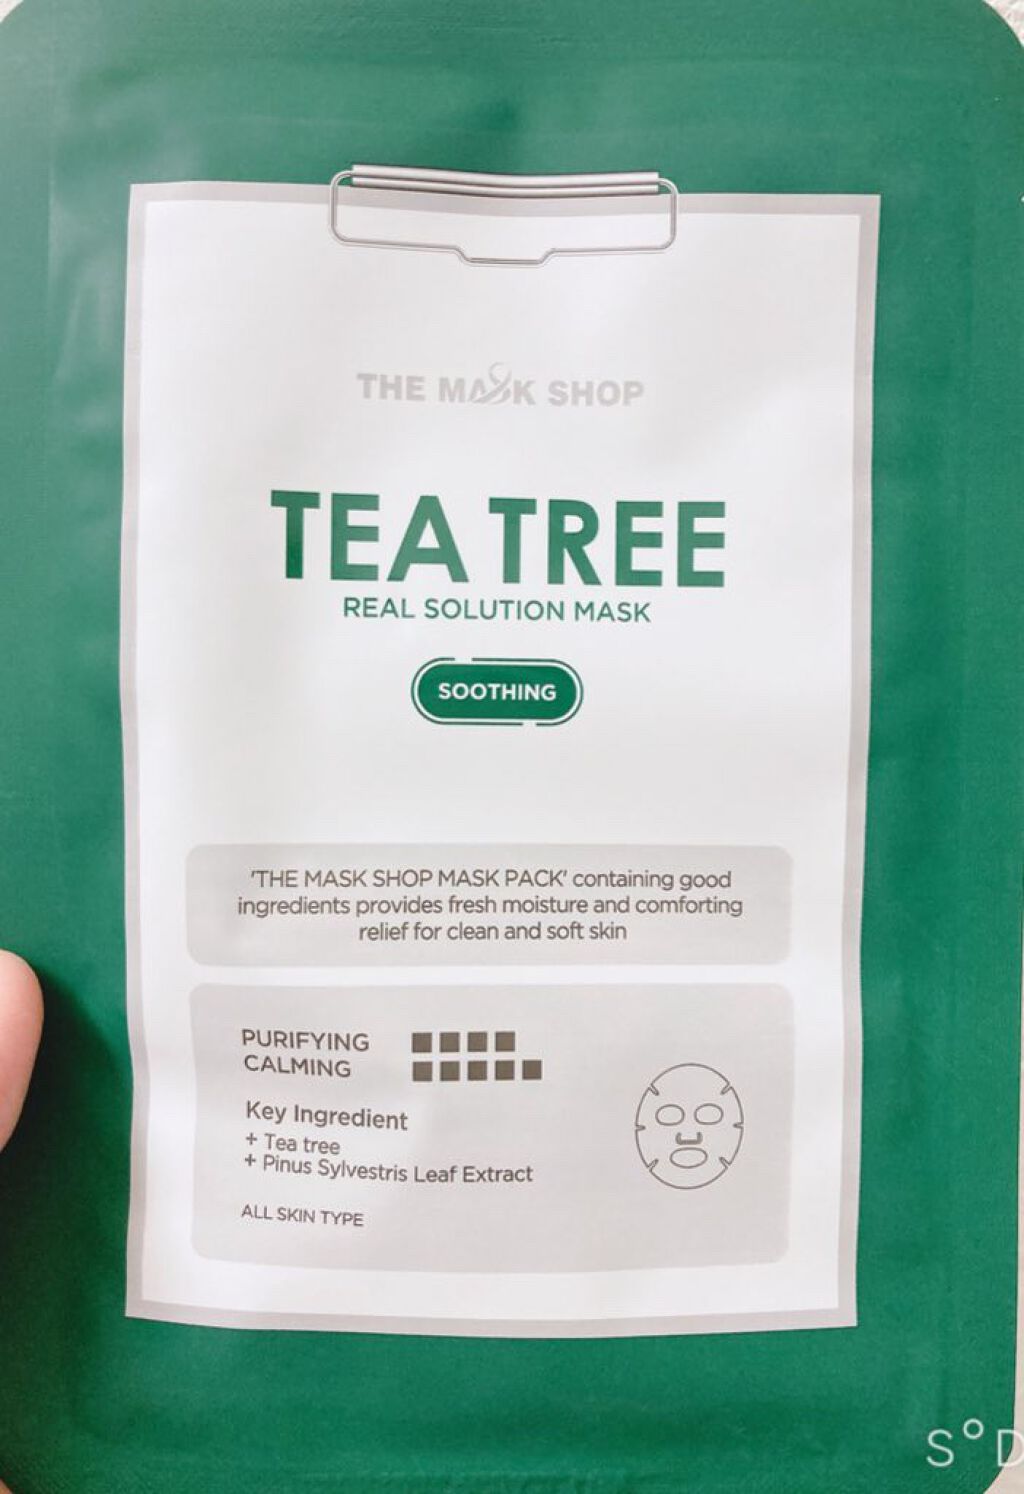 THE MASK SHOP
TEA TREE
REAL SOLUTION MASK
SOOTHING
'THE MASK SHOP MASK PACK' containing good
ingredients provides fresh moisture and comforting
relief for clean and soft skin
PURIFYING
CALMING
Key Ingredient
+ Tea tree
+ Pinus Sylvestris Leaf Extract
ALL SKIN TYPE